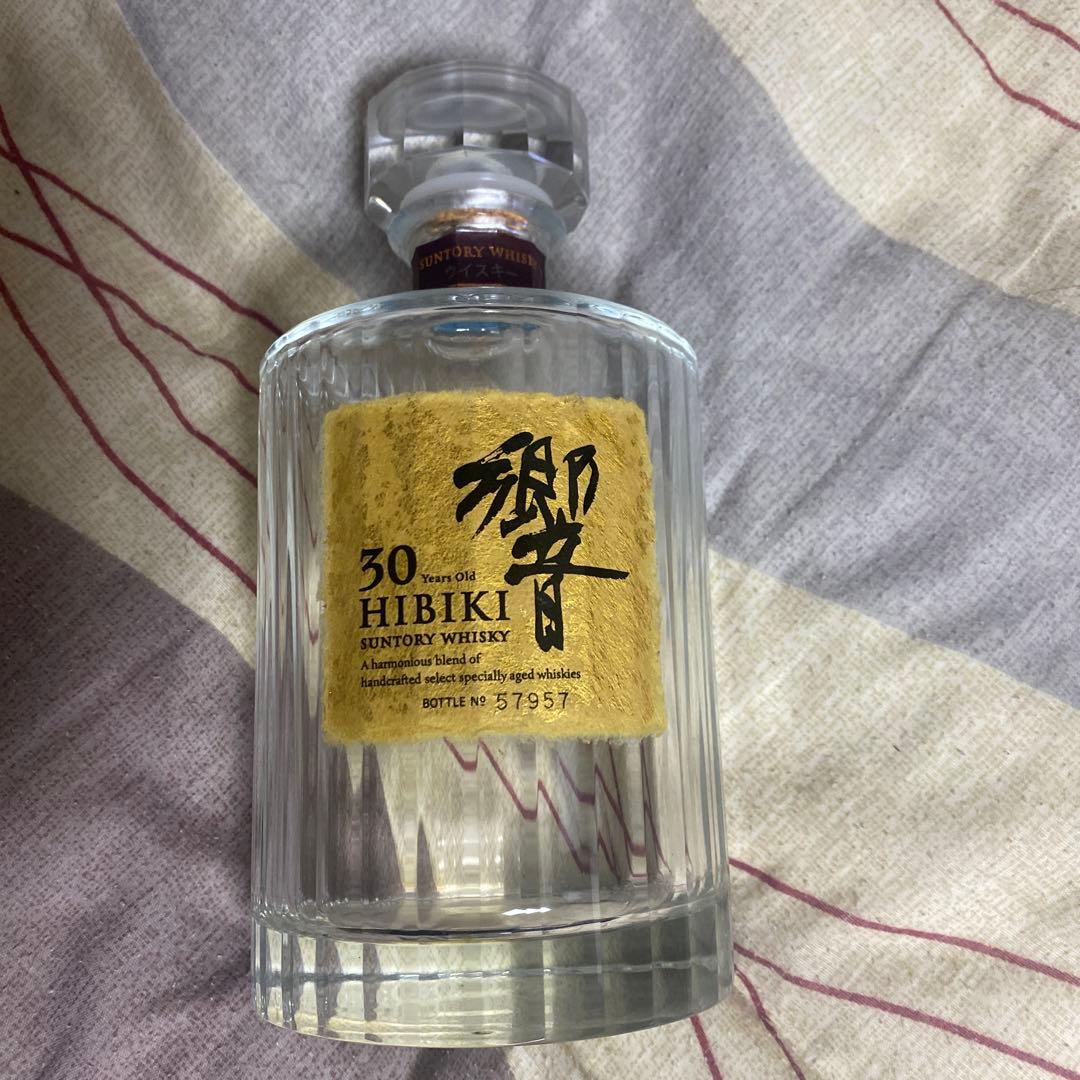 SUNTORY WHISKY
ウイスキー
響
30 Years Old
HIBIKI
SUNTORY WHISKY
A harmonious blend of
handcrafted select specially aged whiskies
BOTTLE Nº 57957